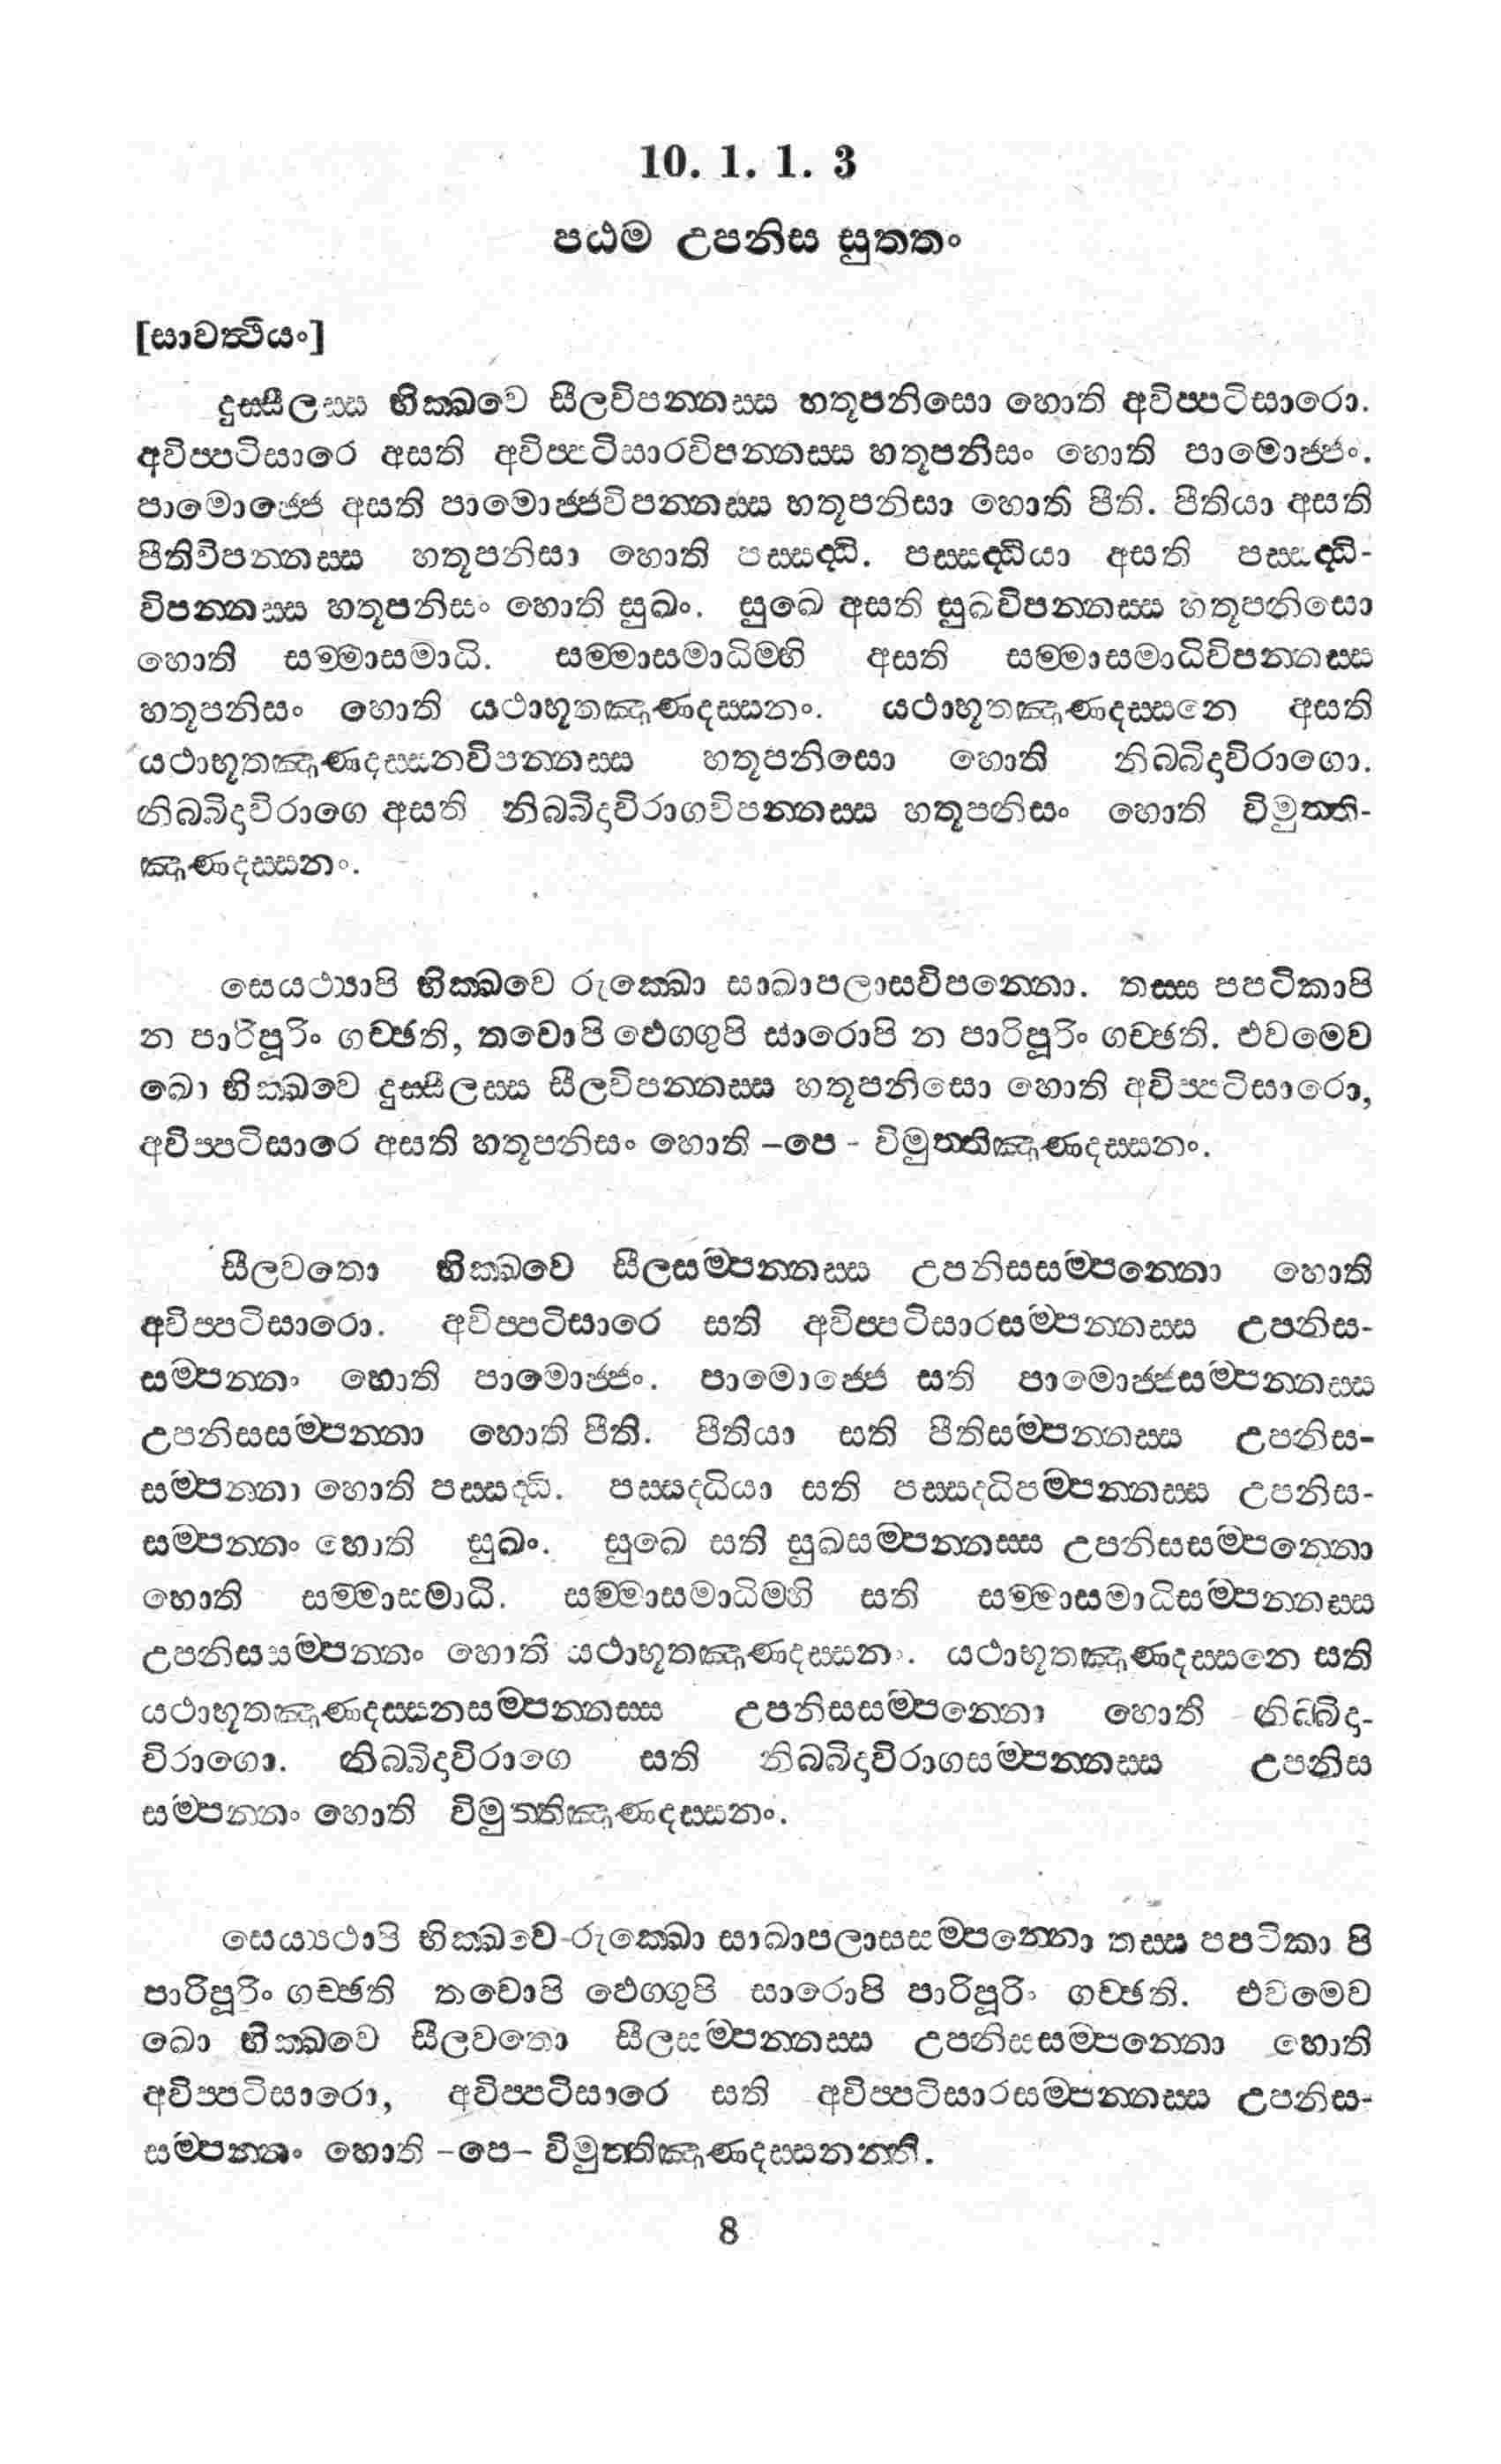 10. 1. 1. 3
පඨම උපනිස සුත්තං
[සාවත්ථියං]
දුස්සීලස්ස භික්ඛවෙ සීලවිපන්නස්ස හතූපනිසො හොති අවිප්පටිසාරො.
අවිප්පටිසාරෙ අසති අවිප්පටිසාරවිපන්නස්ස හතූපනිසං හොති පාමොජ්ජං.
පාමොජ්ජෙ අසති පාමොජ්ජවිපන්නස්ස හතූපනිසා හොති පීති. පීතියා අසති
පීතිවිපන්නස්ස හතූපනිසා හොති පස්සද්ධි. පස්සද්ධියා අසති පස්සද්ධි-
විපන්නස්ස හතූපනිසං හොති සුඛං. සුඛෙ අසති සුඛවිපන්නස්ස හතූපනිසො
හොති සම්මාසමාධි. සම්මාසමාධිම්භි අසති සම්මාසමාධිවිපන්නස්ස
හතූපනිසං හොති යථාභූතඤාණදස්සනං. යථාභූතඤාණදස්සනෙ අසති
යථාභූතඤාණදස්සනවිපන්නස්ස හතූපනිසො හොති නිබ්බිදාවිරාගො.
නිබ්බිදාවිරාගෙ අසති නිබ්බිදාවිරාගවිපන්නස්ස හතූපනිසං හොති විමුත්ති-
ඤාණදස්සනං.
සෙයථ්‍යාපි භික්ඛවෙ රුක්ඛො සාඛාපලාසවිපන්නො. තස්ස පපටිකාපි
න පාරිපූරිං ගච්ඡති, තචොපි ඵෙග්ගුපි සාරොපි න පාරිපූරිං ගච්ඡති. එවමෙව
ඛො භික්ඛවෙ දුස්සීලස්ස සීලවිපන්නස්ස හතූපනිසො හොති අවිප්පටිසාරො,
අවිප්පටිසාරෙ අසති හතූපනිසං හොති –පෙ - විමුත්තිඤාණදස්සනං.
සීලවතො භික්ඛවෙ සීලසම්පන්නස්ස උපනිසසම්පන්නො හොති
අවිප්පටිසාරො. අවිප්පටිසාරෙ සති අවිප්පටිසාරසම්පන්නස්ස උපනිස-
සම්පන්නං හොති පාමොජ්ජං. පාමොජ්ජෙ සති පාමොජ්ජසම්පන්නස්ස
උපනිසසම්පන්නා හොති පීති. පීතියා සති පීතිසම්පන්නස්ස උපනිස-
සම්පන්නා හොති පස්සද්ධි. පස්සද්ධියා සති පස්සද්ධිපම්පන්නස්ස උපනිස-
සම්පන්නං හොති සුඛං. සුඛෙ සති සුඛසම්පන්නස්ස උපනිසසම්පන්නො
හොති සම්මාසමාධි. සම්මාසමාධිම්හි සති සම්මාසමාධිසම්පන්නස්ස
උපනිසසම්පන්නං හොති යථාභූතඤාණදස්සනං. යථාභූතඤාණදස්සනෙ සති
යථාභූතඤාණදස්සනසම්පන්නස්ස උපනිසසම්පන්නො හොති නිබ්බිදා-
විරාගො. නිබ්බිදාවිරාගෙ සති නිබ්බිදාවිරාගසම්පන්නස්ස උපනිස
සම්පන්නං හොති විමුත්තිඤාණදස්සනං.
සෙය්‍යථාපි භික්ඛවෙ රුක්ඛො සාඛාපලාසසම්පන්නො තස්ස පපටිකා පි
පාරිපූරිං ගච්ඡති තචොපි ඵෙග්ගුපි සාරොපි පාරිපූරිං ගච්ඡති. එවමෙව
ඛො භික්ඛවෙ සීලවතො සීලසම්පන්නස්ස උපනිසසම්පන්නො හොති
අවිප්පටිසාරො, අවිප්පටිසාරෙ සති අවිප්පටිසාරසම්පන්නස්ස උපනිස-
සම්පන්නං හොති –පෙ– විමුත්තිඤාණදස්සනන්ති.
8